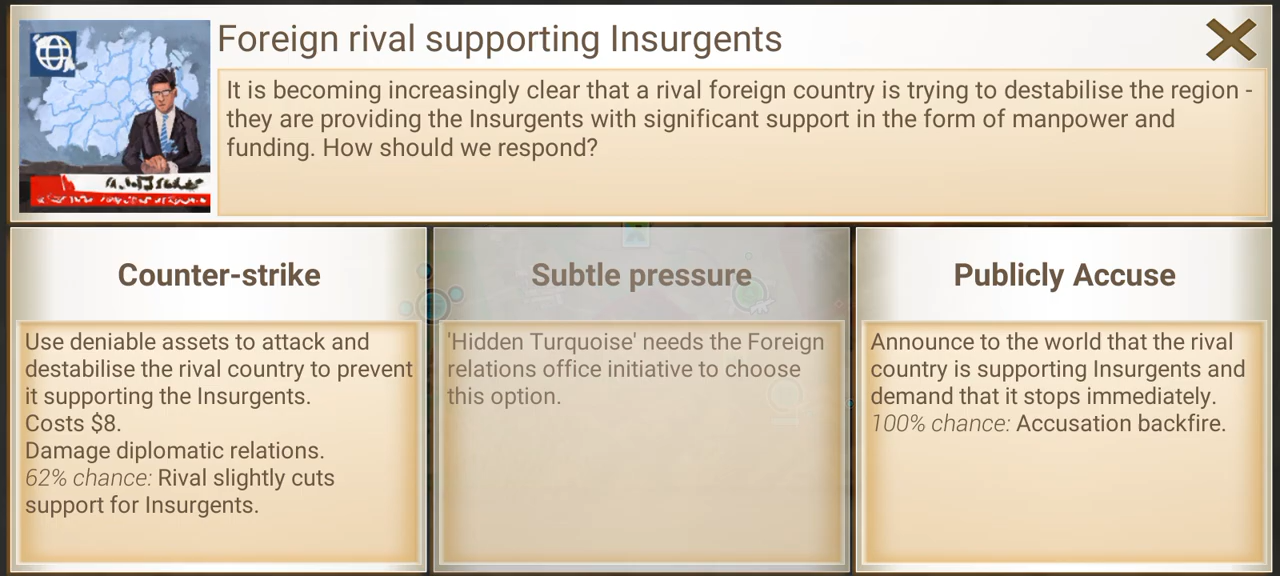 Foreign rival supporting Insurgents
It is becoming increasingly clear that a rival foreign country is trying to destabilise the region -
they are providing the Insurgents with significant support in the form of manpower and
funding. How should we respond?
Counter-strike
Use deniable assets to attack and
destabilise the rival country to prevent
it supporting the Insurgents.
Costs $8.
Damage diplomatic relations.
62% chance: Rival slightly cuts
support for Insurgents.
Subtle pressure
'Hidden Turquoise' needs the Foreign
relations office initiative to choose
this option.
Publicly Accuse
Announce to the world that the rival
country is supporting Insurgents and
demand that it stops immediately.
100% chance: Accusation backfire.